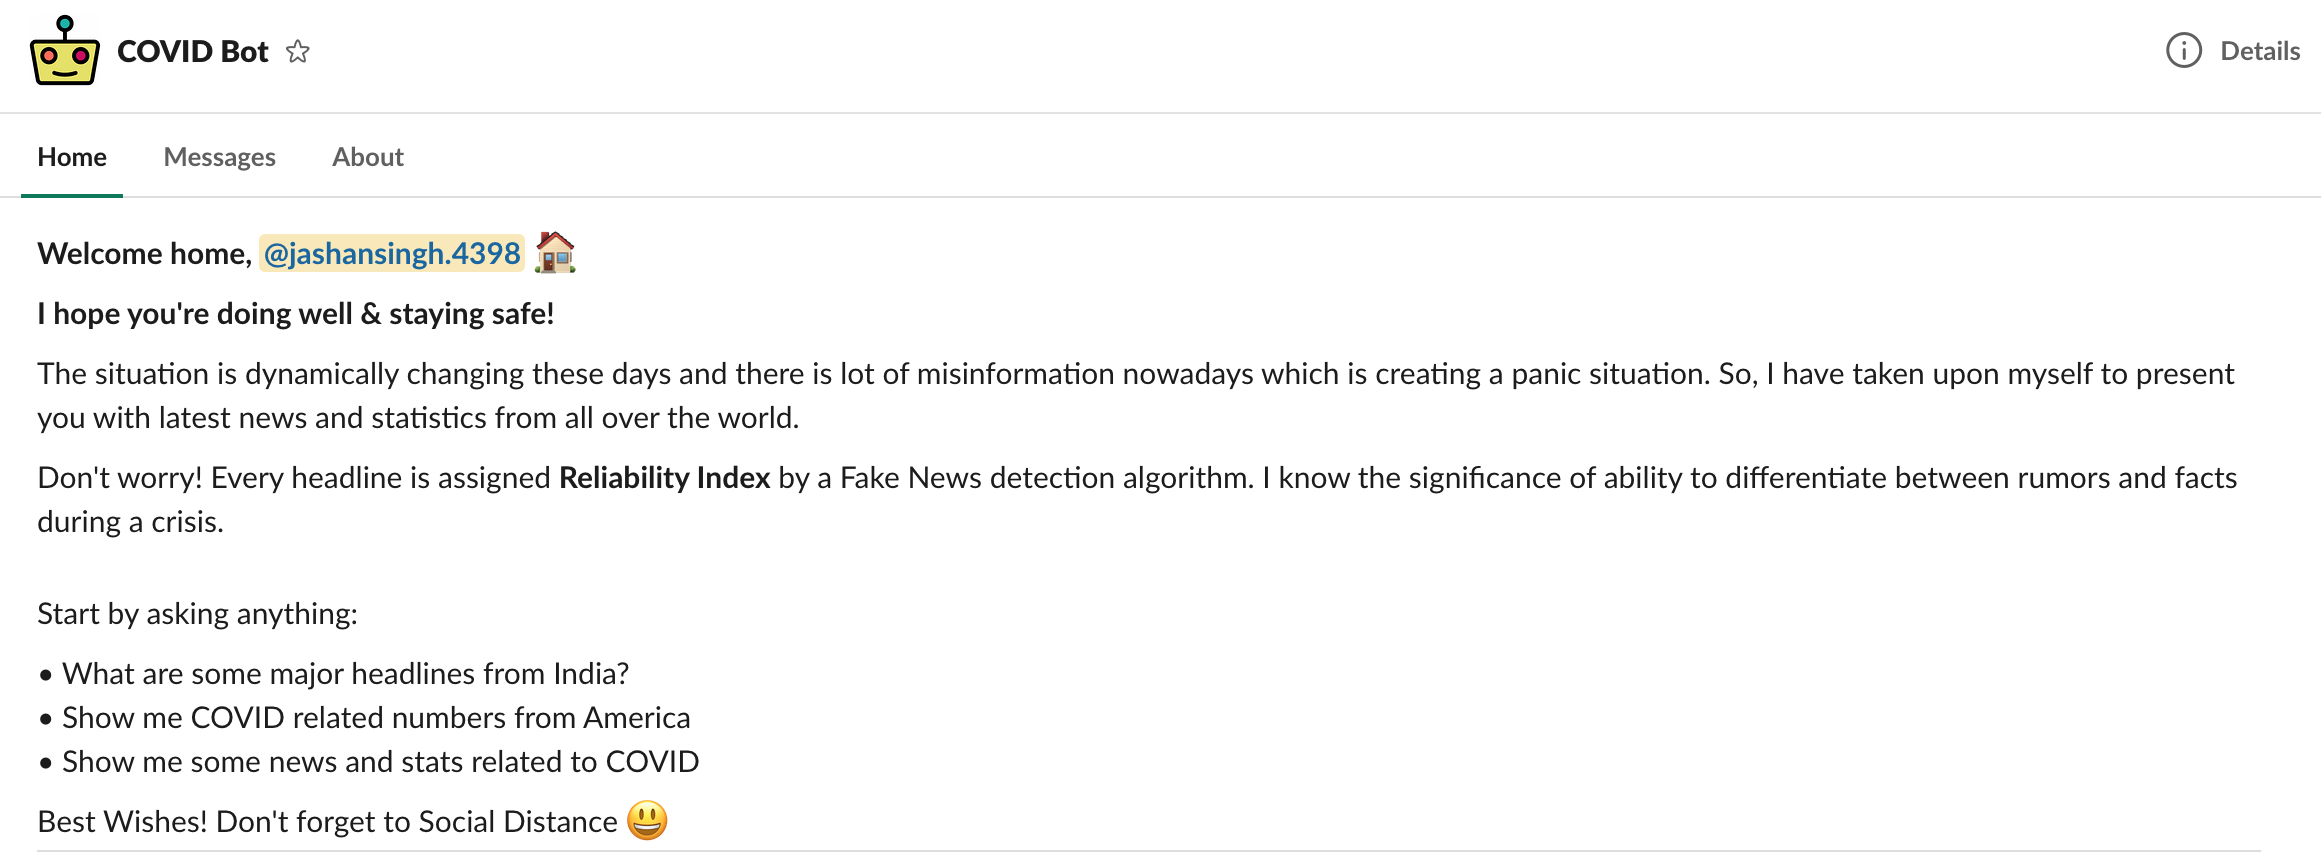 COVID Bot
Details
Home
Messages
About
Welcome home, @jashansingh.4398
I hope you're doing well & staying safe!
The situation is dynamically changing these days and there is lot of misinformation nowadays which is creating a panic situation. So, I have taken upon myself to present
you with latest news and statistics from all over the world.
Don't worry! Every headline is assigned Reliability Index by a Fake News detection algorithm. I know the significance of ability to differentiate between rumors and facts
during a crisis.
Start by asking anything:
• What are some major headlines from India?
• Show me COVID related numbers from America
• Show me some news and stats related to COVID
Best Wishes! Don't forget to Social Distance